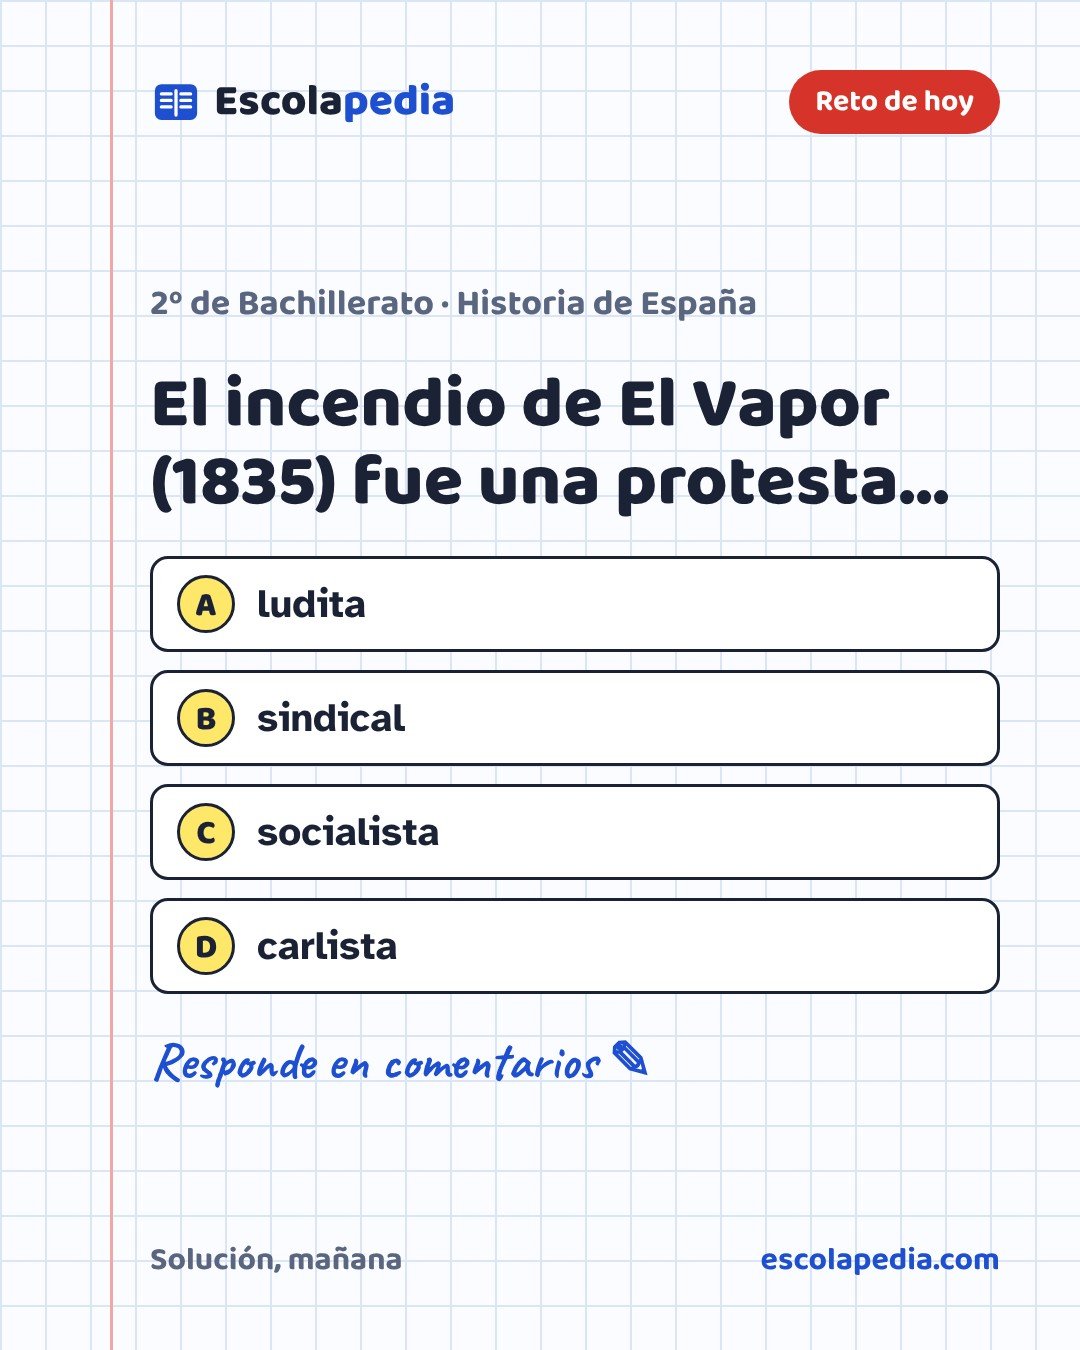 Escolapedia
Reto de hoy
2º de Bachillerato · Historia de España
El incendio de El Vapor
(1835) fue una protesta...
A ludita
B sindical
C socialista
D carlista
Responde en comentarios ✎
Solución, mañana
escolapedia.com